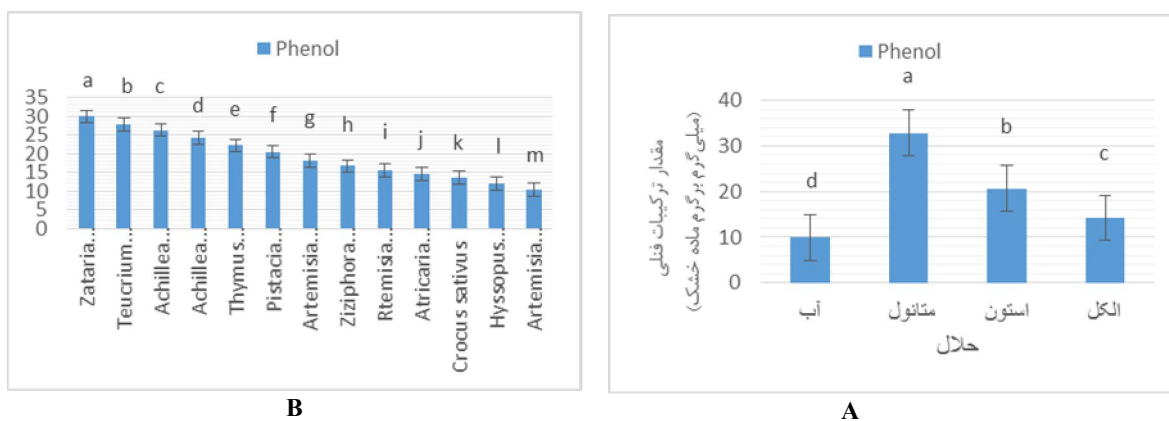 Phenol
a b c d e f g h i j k l m
35
30
25
20
15
10
5
0
Zataria...
Teucrium...
Achillea...
Achillea...
Thymus...
Pistacia...
Artemisia...
Ziziphora...
Rtemisia...
Atricaria...
Crocus sativus
Hyssopus...
Artemisia...
B
Phenol
a
b
c
d
مقدار ترکیبات فنلی
(میلی گرم برگرم ماده خشک)
40
30
20
10
0
آب متانول استون الکل
حلال
A